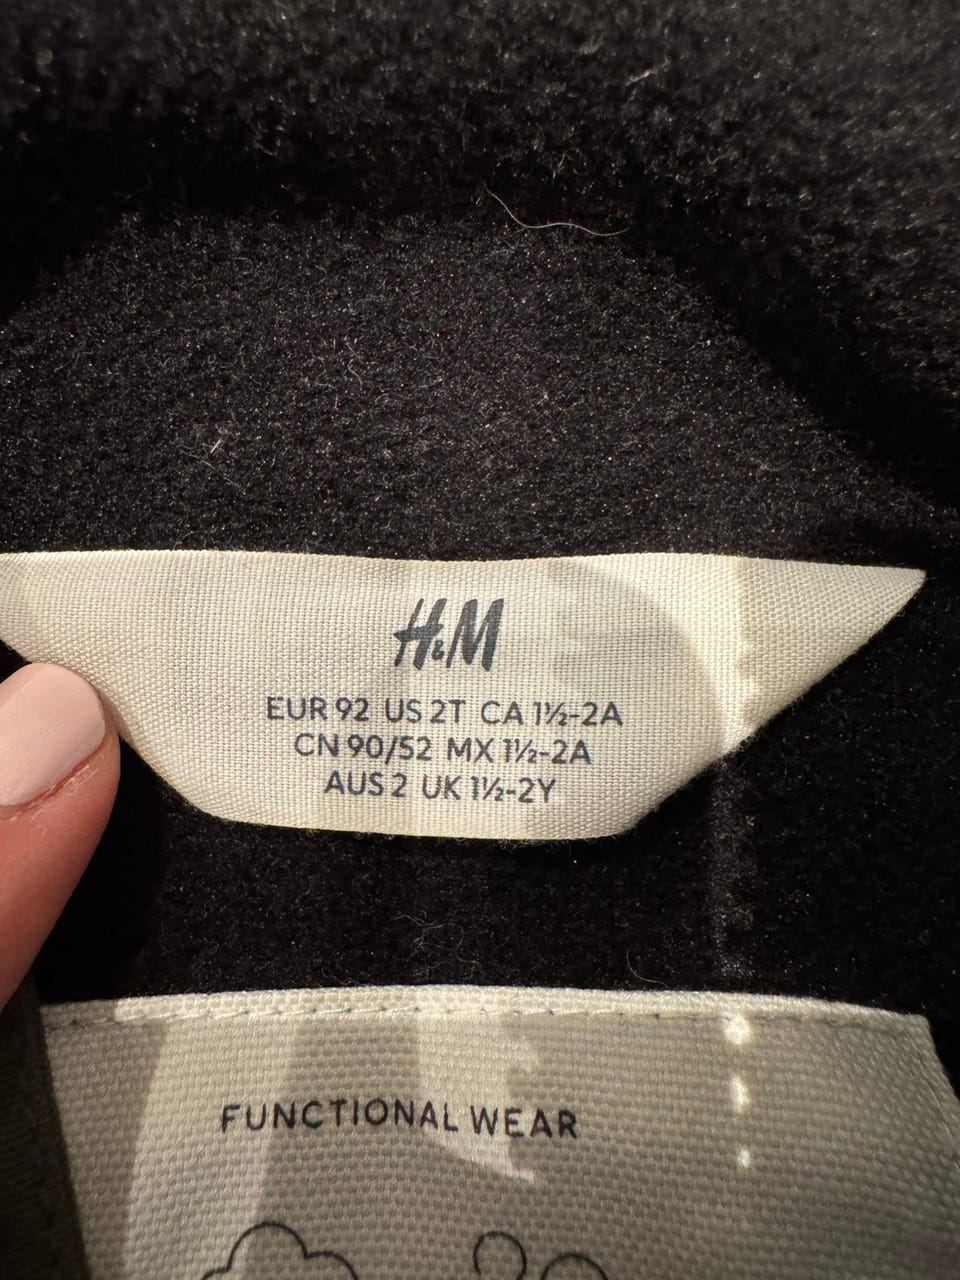 H&M
EUR 92 US 2T CA 1½-2A
CN 90/52 MX 1½-2A
AUS 2 UK 1½-2Y
FUNCTIONAL WEAR